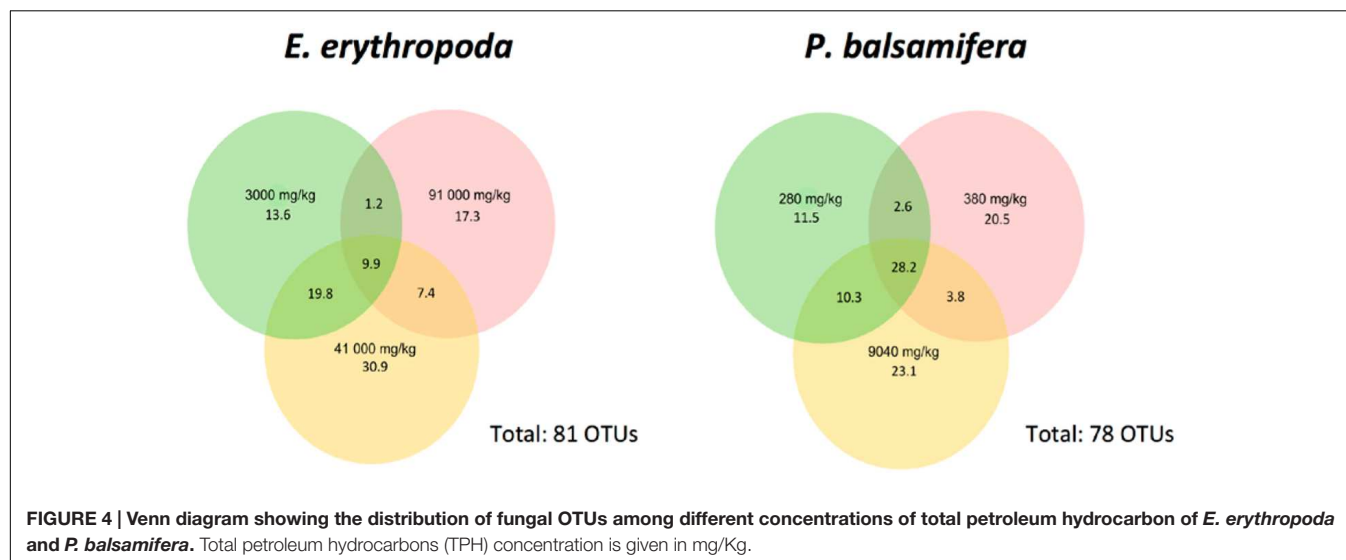 E. erythropoda
P. balsamifera
3000 mg/kg
13.6
1.2
91 000 mg/kg
17.3
9.9
19.8
7.4
41 000 mg/kg
30.9
Total: 81 OTUs
280 mg/kg
11.5
2.6
380 mg/kg
20.5
28.2
10.3
3.8
9040 mg/kg
23.1
Total: 78 OTUs
FIGURE 4 | Venn diagram showing the distribution of fungal OTUs among different concentrations of total petroleum hydrocarbon of E. erythropoda
and P. balsamifera. Total petroleum hydrocarbons (TPH) concentration is given in mg/Kg.